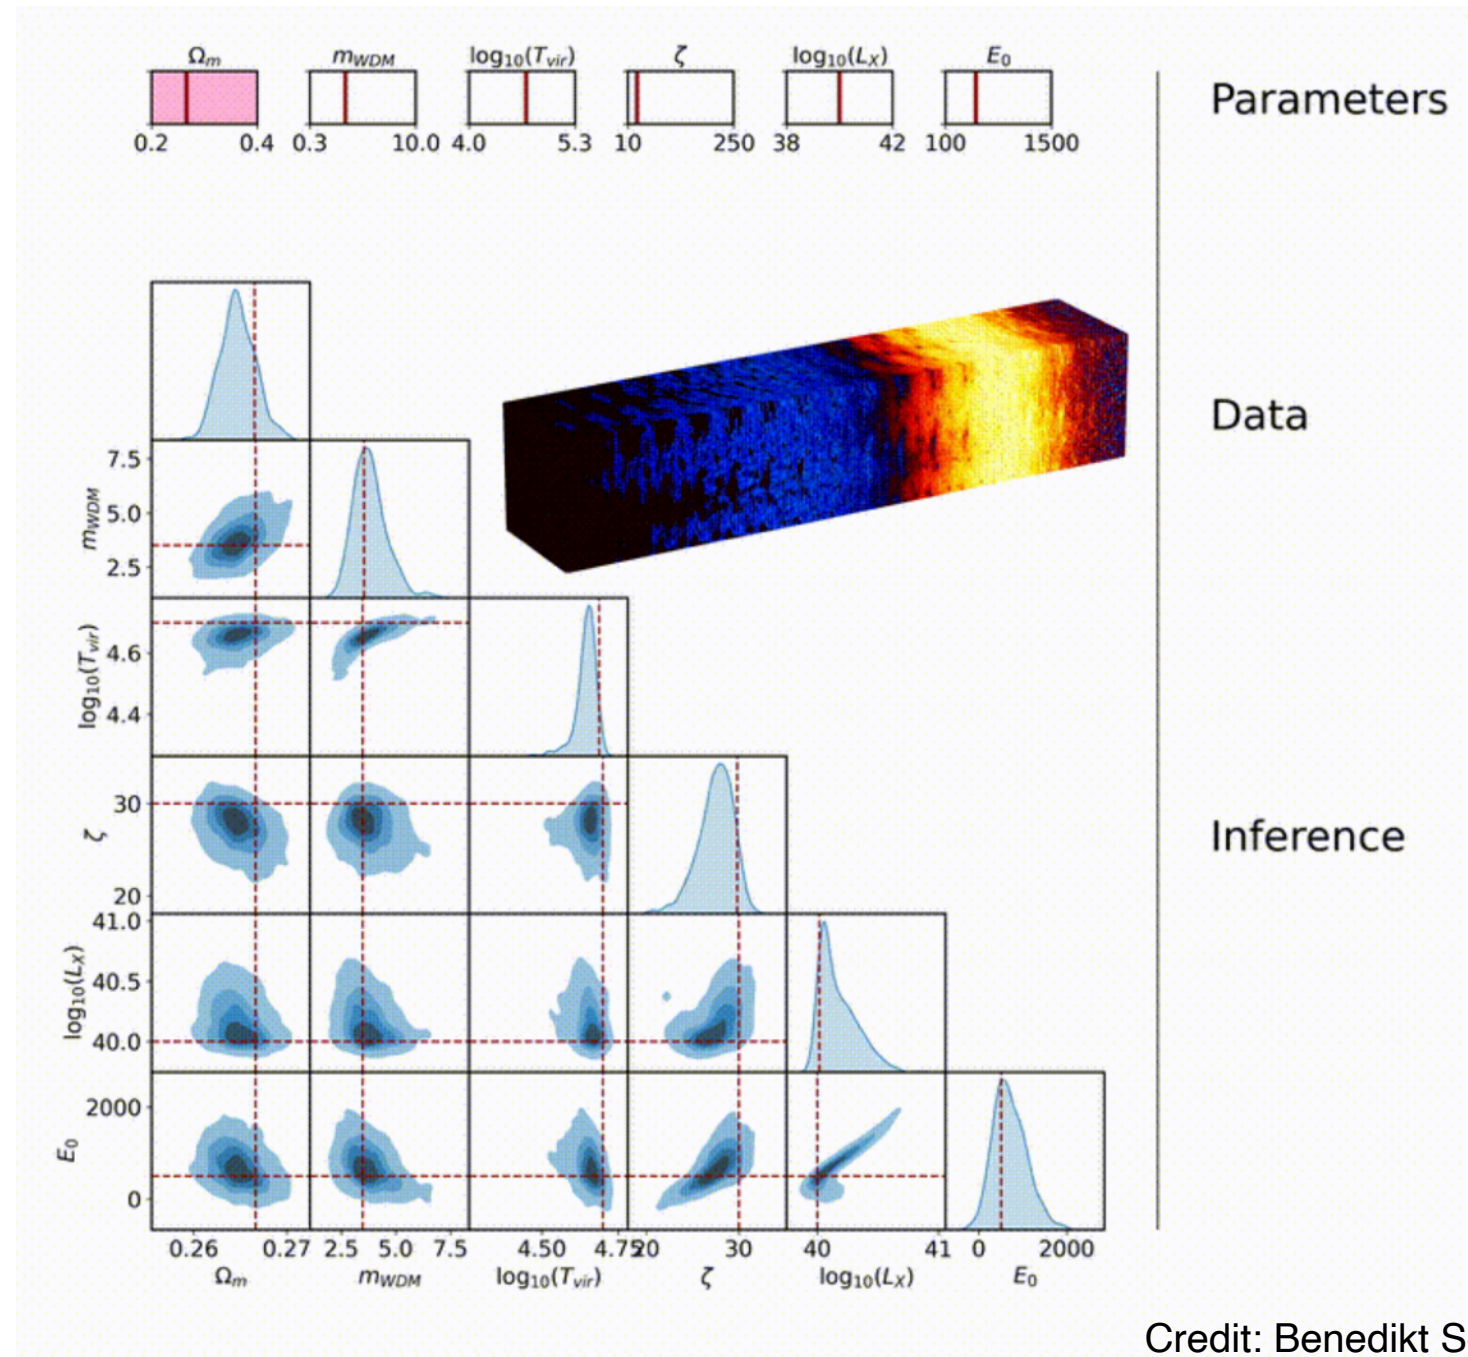 Ωm mWDM log10(Tvir) ζ log10(LX) E0
Parameters
0.2 0.4 0.3 10.0 4.0 5.3 10 250 38 42 100 1500
Data
7.5
5.0
2.5
mWDM
4.6
4.4
log10(Tvir)
30
20
ζ
Inference
41.0
40.5
40.0
log10(LX)
2000
0
E0
0.26 0.27 2.5 5.0 7.5 4.50 4.75 20 30 40 41 0 2000
Ωm mWDM log10(Tvir) ζ log10(LX) E0
Credit: Benedikt S